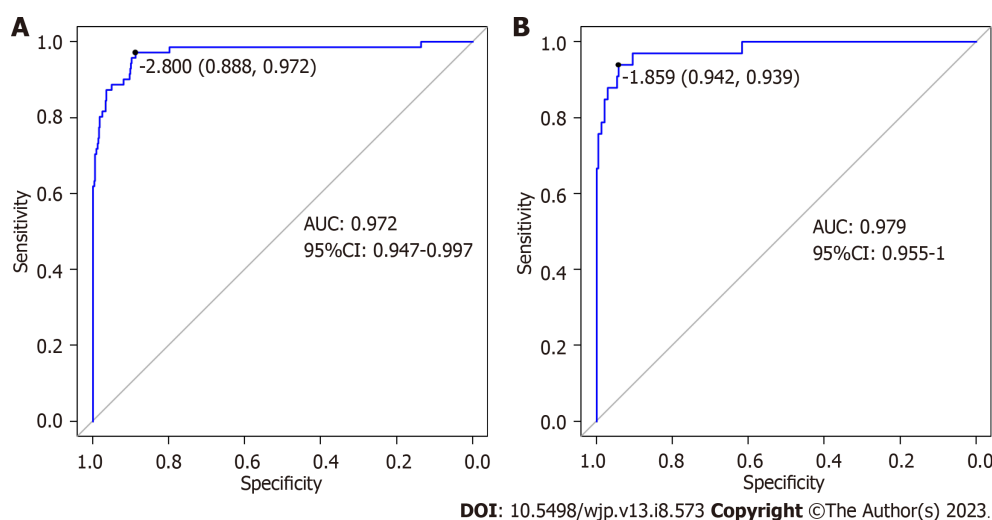 A
1.0
0.8
0.6
0.4
0.2
0.0
Sensitivity
-2.800 (0.888, 0.972)
AUC: 0.972
95%CI: 0.947-0.997
1.0 0.8 0.6 0.4 0.2 0.0
Specificity
B
1.0
0.8
0.6
0.4
0.2
0.0
Sensitivity
-1.859 (0.942, 0.939)
AUC: 0.979
95%CI: 0.955-1
1.0 0.8 0.6 0.4 0.2 0.0
Specificity
DOI: 10.5498/wjp.v13.i8.573 Copyright ©The Author(s) 2023.